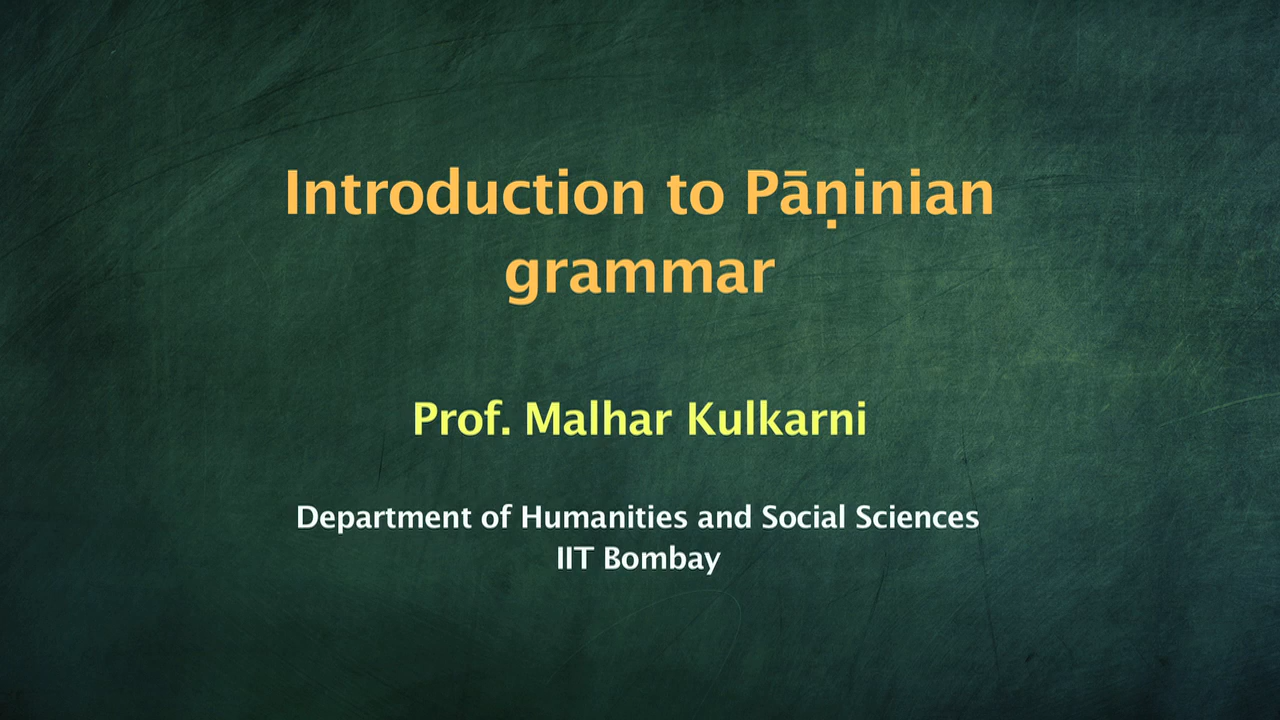 Introduction to Pāṇinian
grammar
Prof. Malhar Kulkarni
Department of Humanities and Social Sciences
IIT Bombay